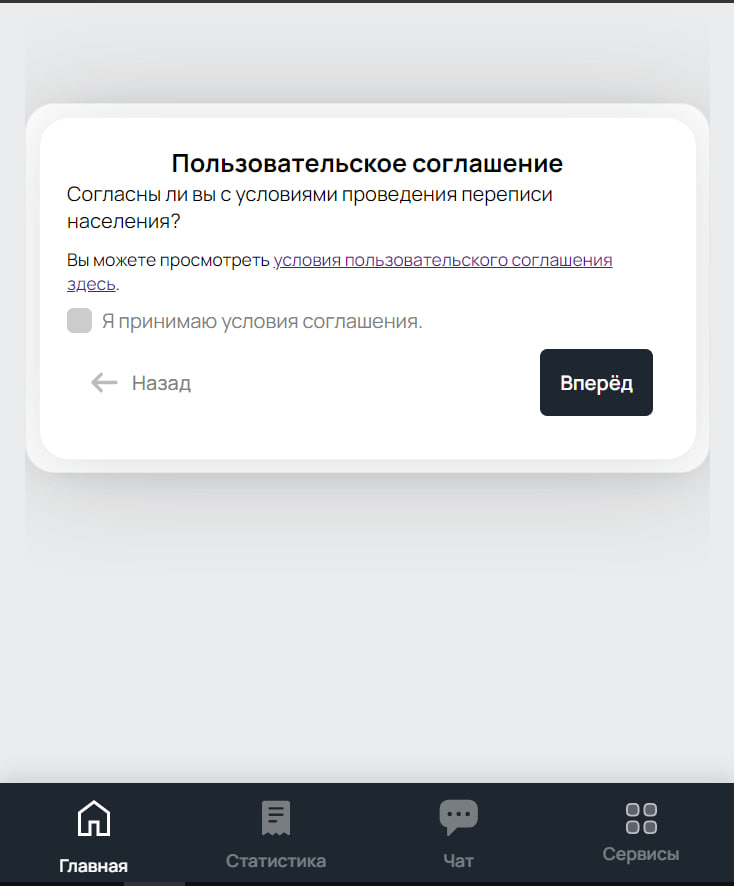 Пользовательское соглашение
Согласны ли вы с условиями проведения переписи
населения?
Вы можете просмотреть условия пользовательского соглашения
здесь.
Я принимаю условия соглашения.
Назад
Вперёд
Главная
Статистика
Чат
Сервисы